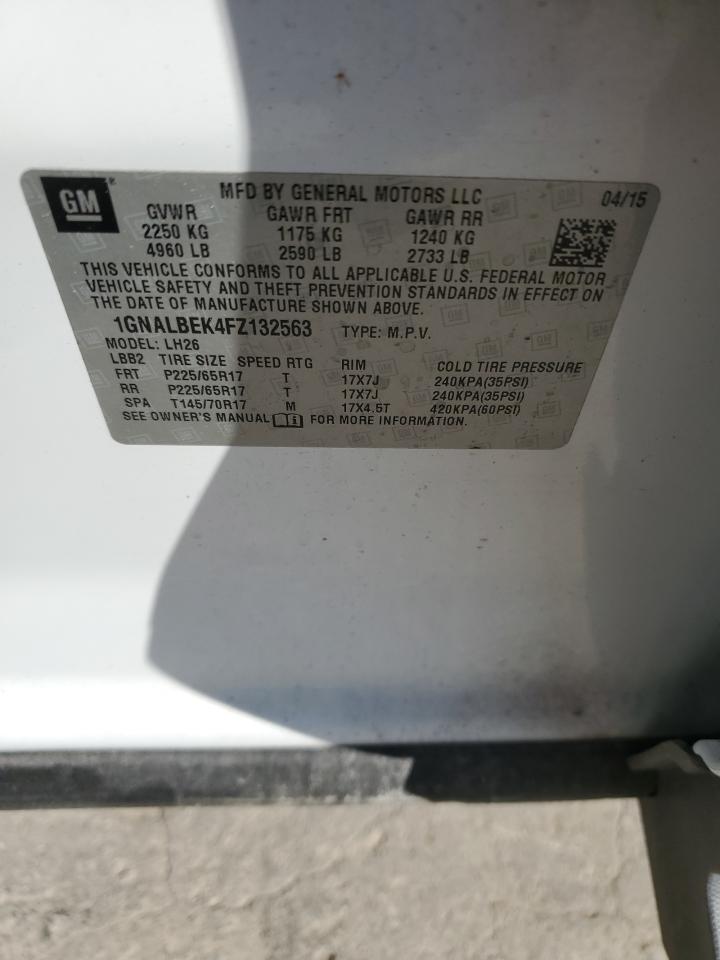 GM® MFD BY GENERAL MOTORS LLC 04/15
GVWR GAWR FRT GAWR RR
2250 KG 1175 KG 1240 KG
4960 LB 2590 LB 2733 LB
THIS VEHICLE CONFORMS TO ALL APPLICABLE U.S. FEDERAL MOTOR
VEHICLE SAFETY AND THEFT PREVENTION STANDARDS IN EFFECT ON
THE DATE OF MANUFACTURE SHOWN ABOVE.
1GNALBEK4FZ132563 TYPE: M.P.V.
MODEL: LH26
LBB2 TIRE SIZE SPEED RTG RIM COLD TIRE PRESSURE
FRT P225/65R17 T 17X7J 240KPA(35PSI)
RR P225/65R17 T 17X7J 240KPA(35PSI)
SPA T145/70R17 M 17X4.5T 420KPA(60PSI)
SEE OWNER'S MANUAL FOR MORE INFORMATION.